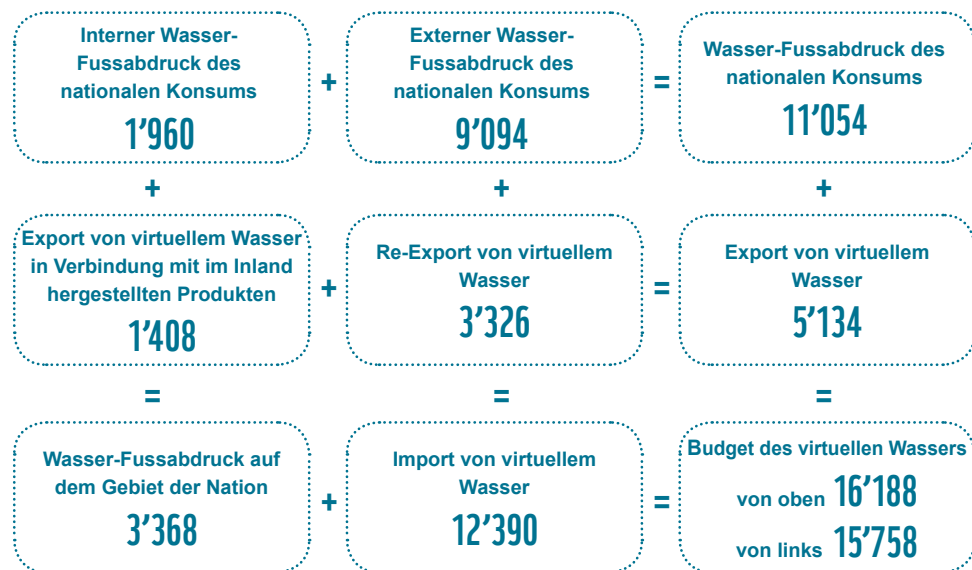 Interner Wasser-
Fussabdruck des
nationalen Konsums
1’960
+
Externer Wasser-
Fussabdruck des
nationalen Konsums
9’094
=
Wasser-Fussabdruck des
nationalen Konsums
11’054
+
+
+
Export von virtuellem Wasser
in Verbindung mit im Inland
hergestellten Produkten
1’408
+
Re-Export von virtuellem
Wasser
3’326
=
Export von virtuellem
Wasser
5’134
=
=
=
Wasser-Fussabdruck auf
dem Gebiet der Nation
3’368
+
Import von virtuellem
Wasser
12’390
=
Budget des virtuellen Wassers
von oben 16’188
von links 15’758